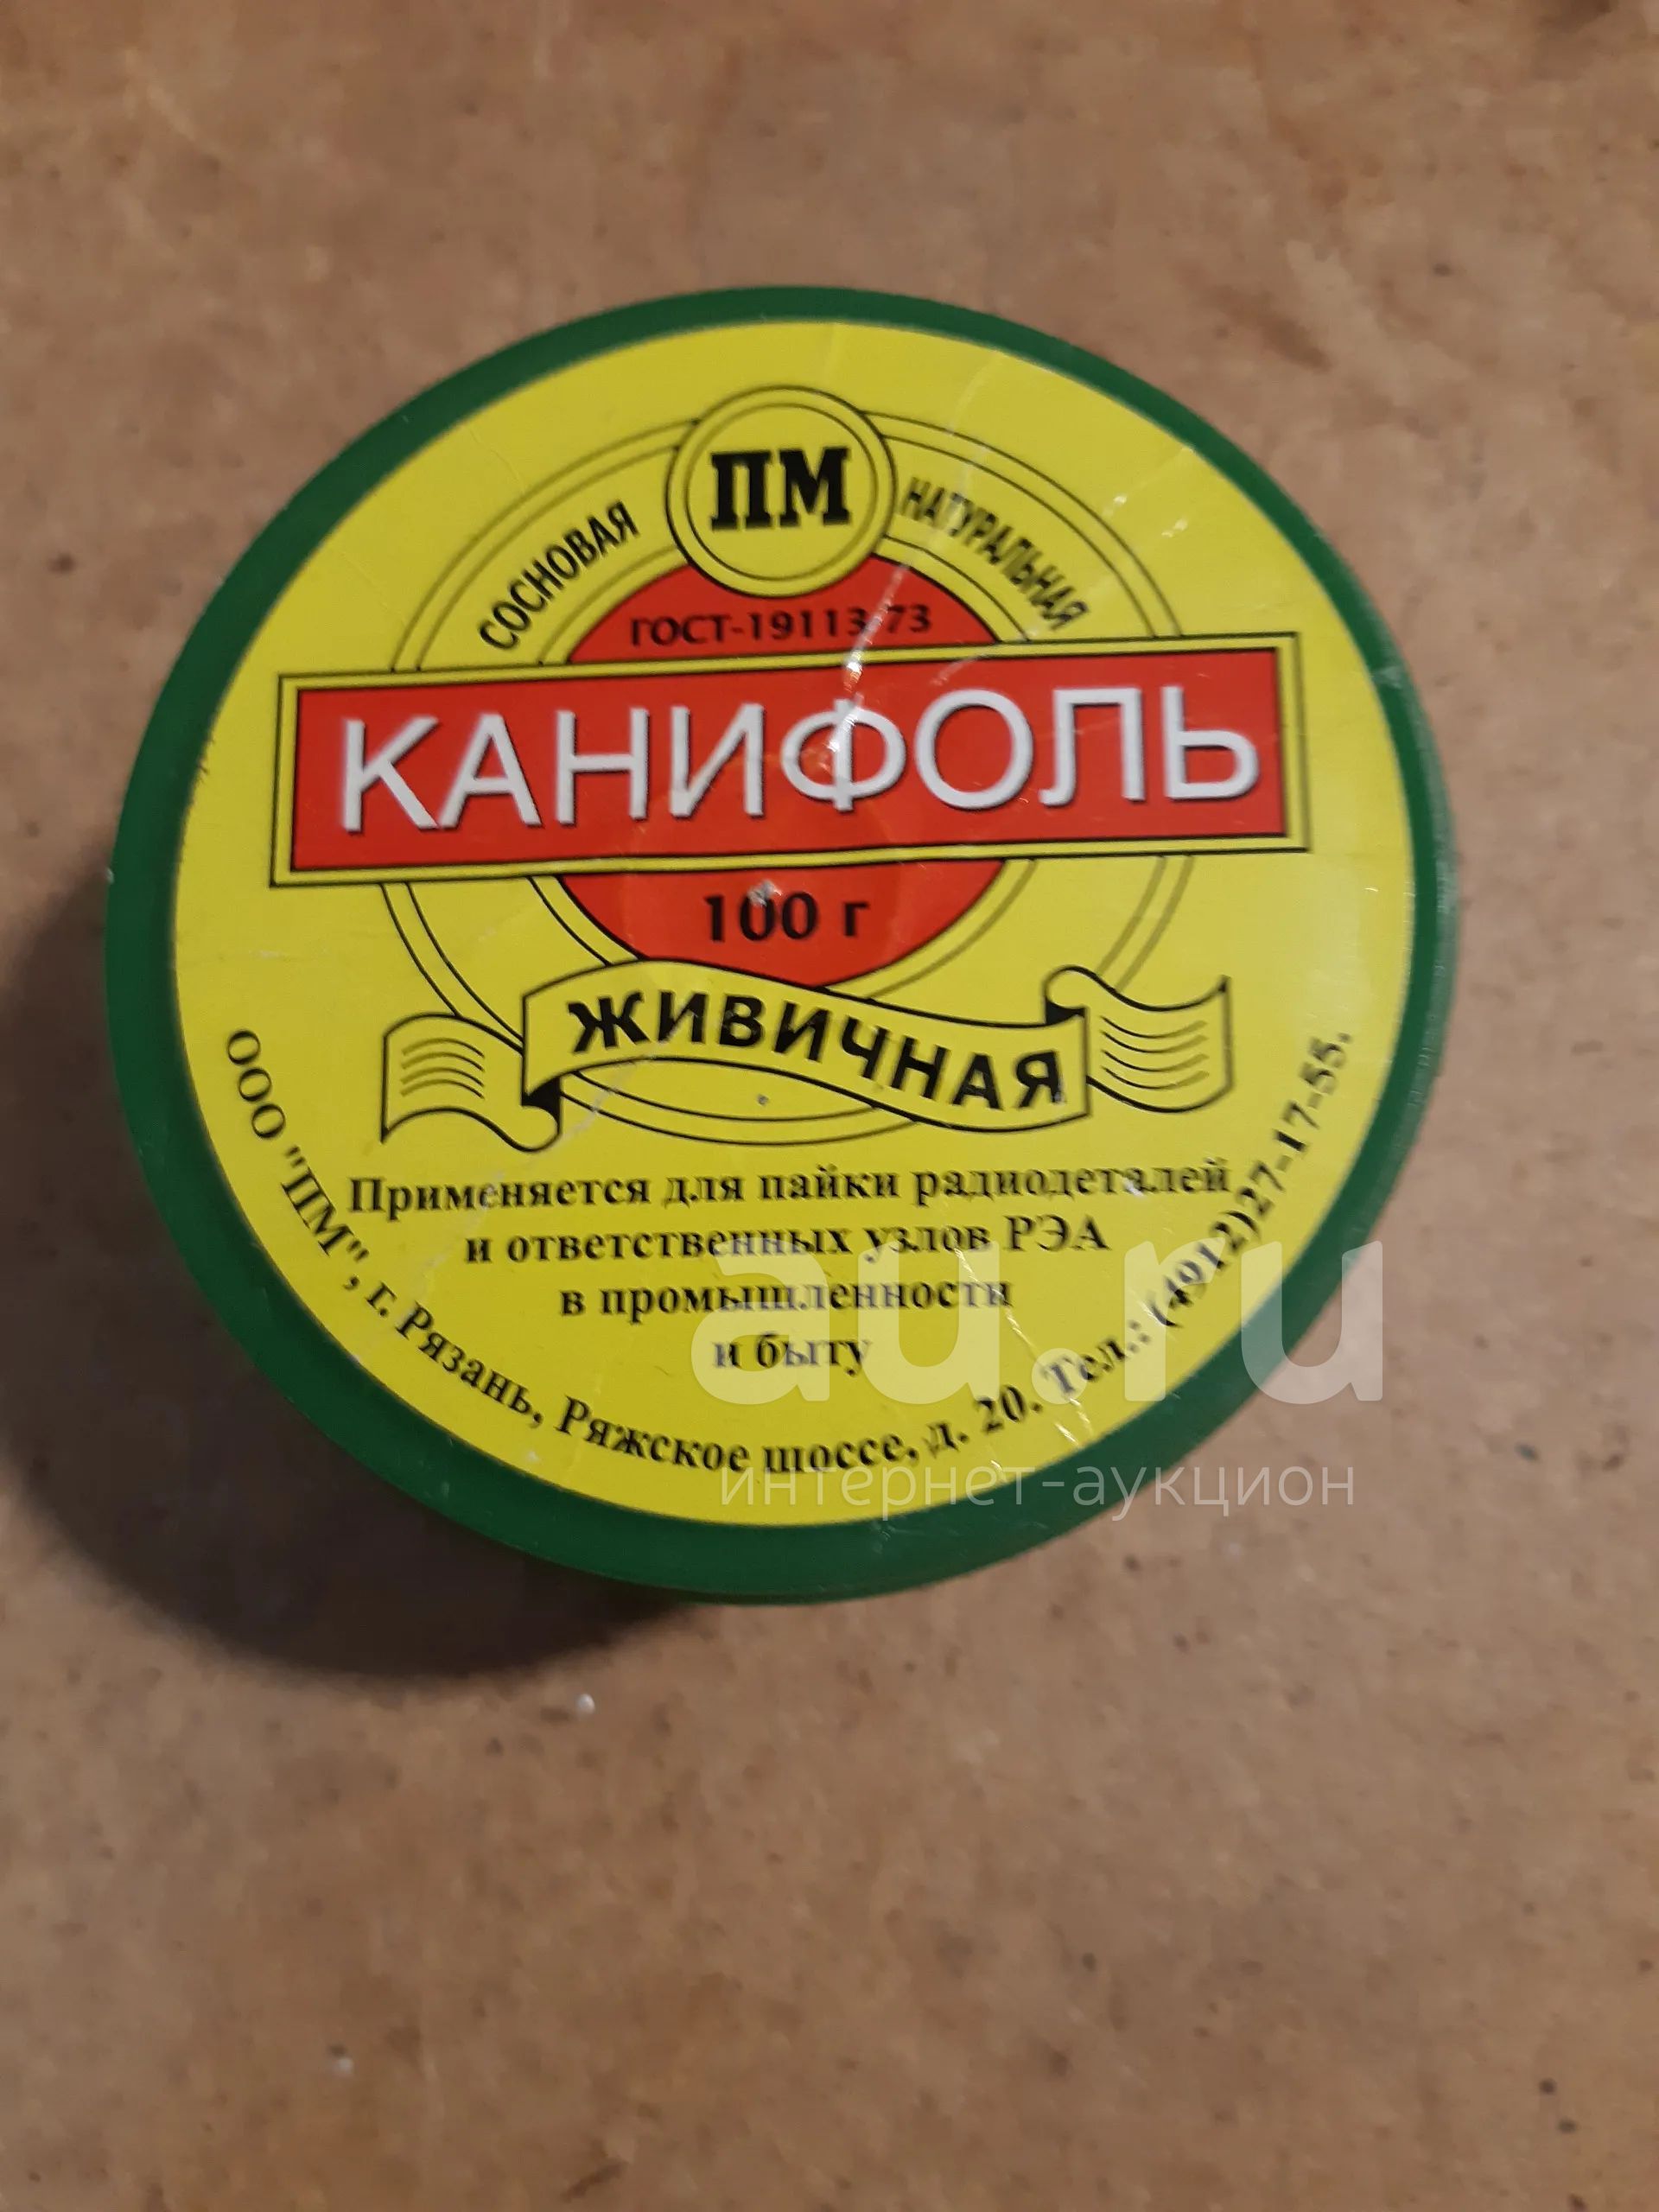 ПМ
СОСНОВАЯ
НАТУРАЛЬНАЯ
ГОСТ-19113-73
КАНИФОЛЬ
100 г
ЖИВИЧНАЯ
Применяется для пайки радиодеталей
и ответственных узлов РЭА
в промышленности
и быту
ООО "ПМ", г. Рязань, Ряжское шоссе, д. 20. Тел.: (4912)27-17-55.
au.ru
интернет-аукцион